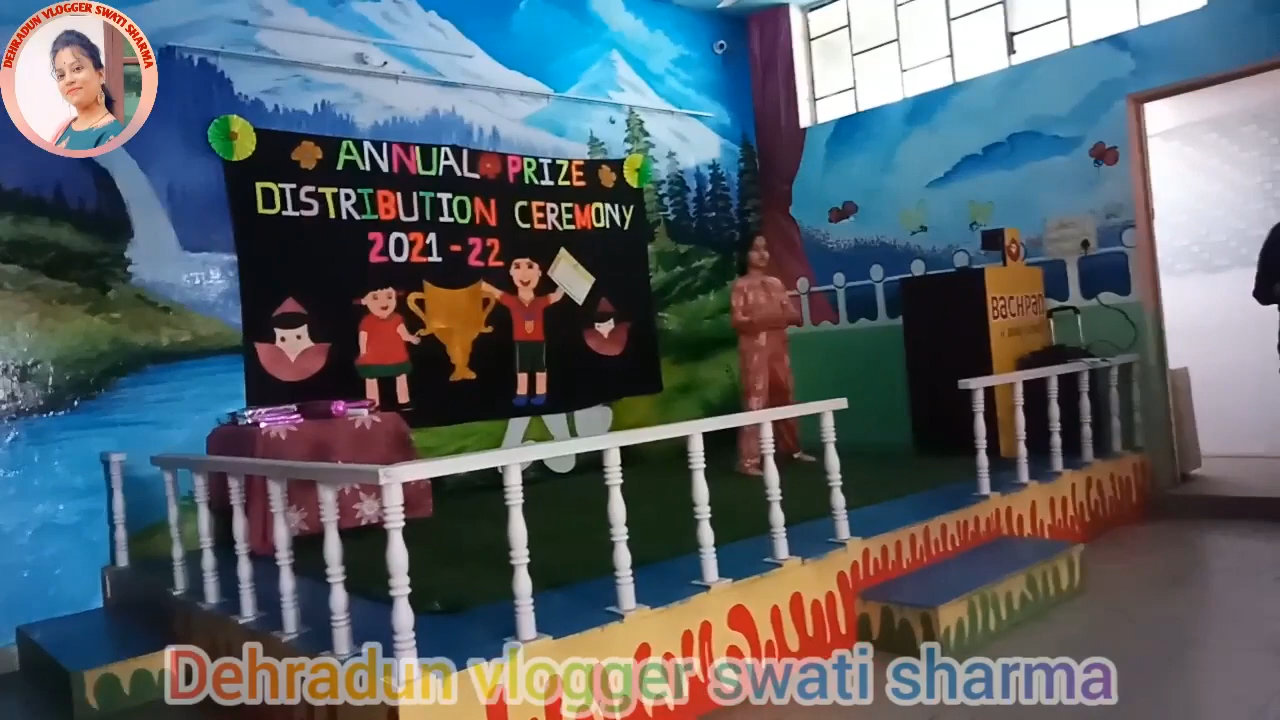 DEHRADUN VLOGGER SWATI SHARMA
ANNUAL PRIZE
DISTRIBUTION CEREMONY
2021-22
BACHPAN
Dehradun vlogger swati sharma